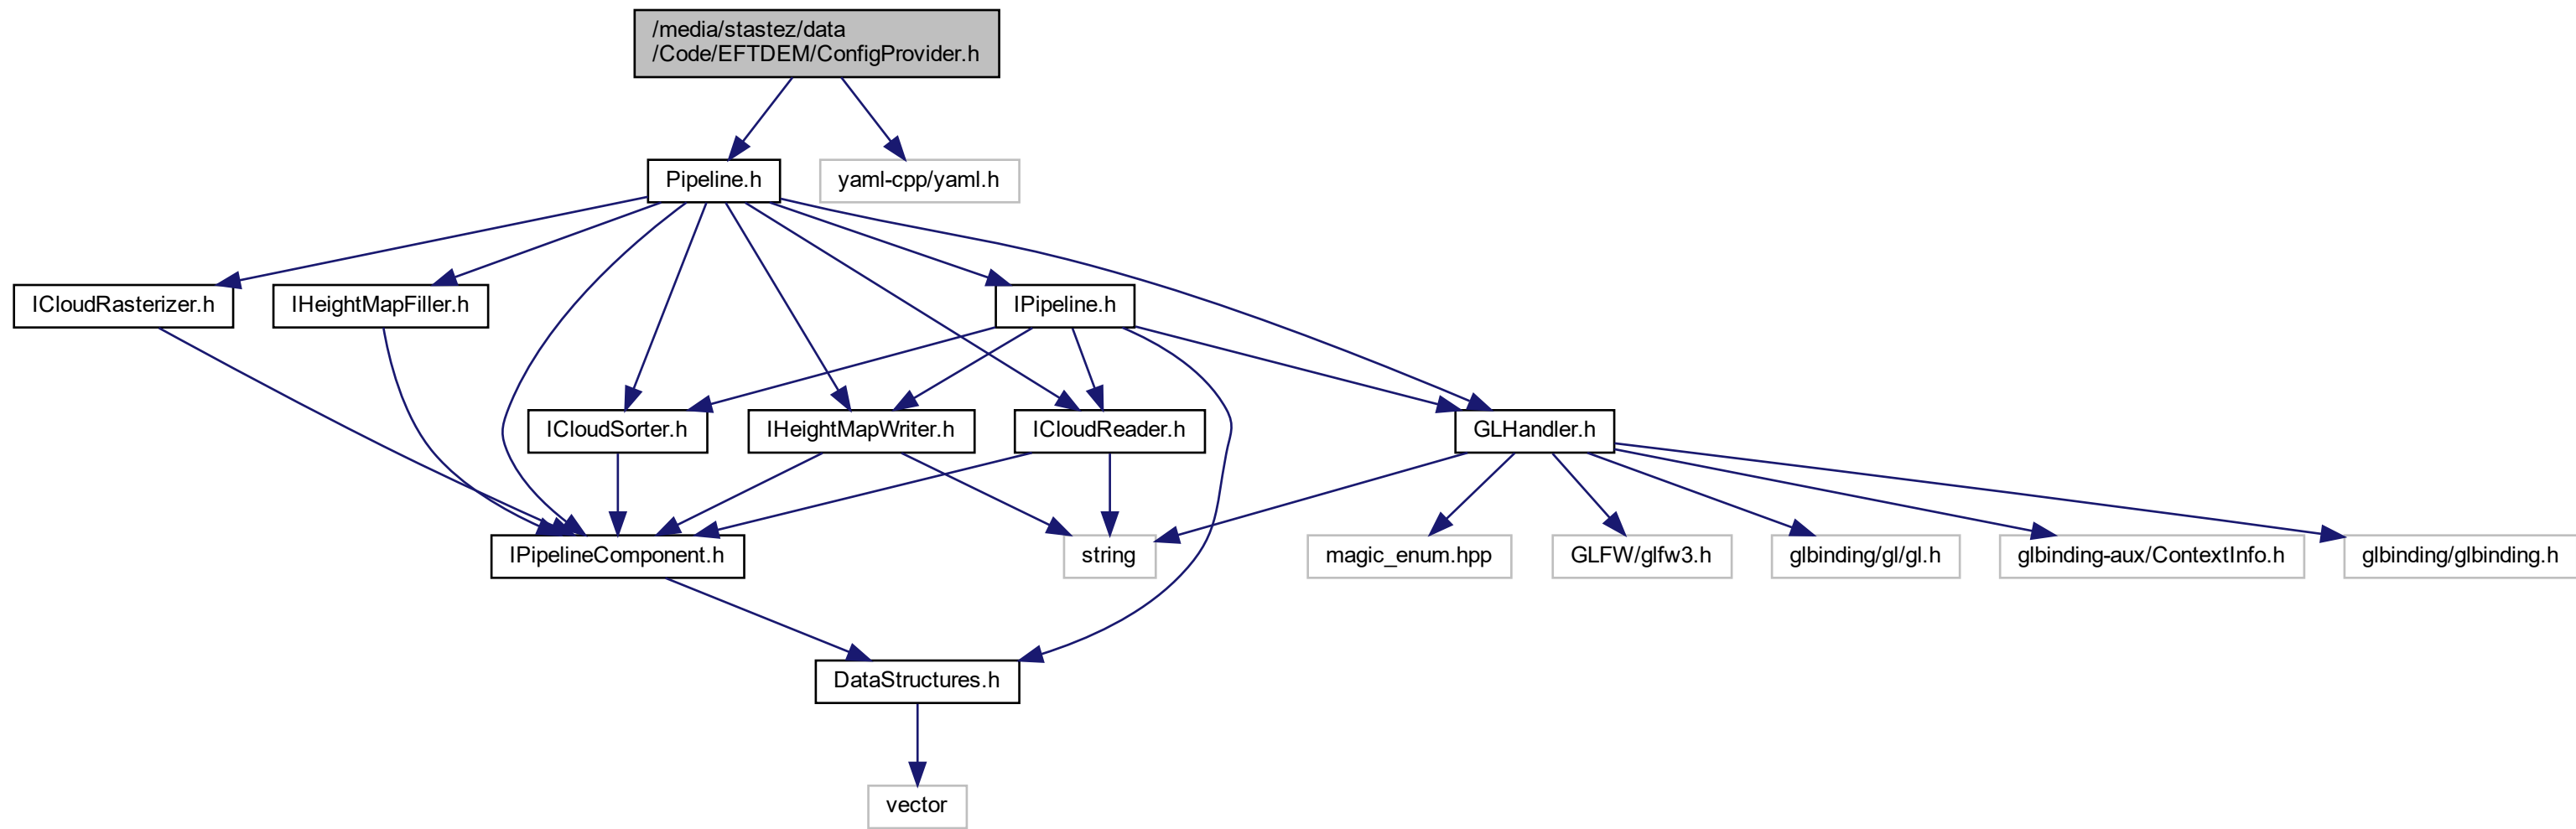 /media/stastez/data
/Code/EFTDEM/ConfigProvider.h
Pipeline.h
yaml-cpp/yaml.h
ICloudRasterizer.h
IHeightMapFiller.h
IPipeline.h
ICloudSorter.h
IHeightMapWriter.h
ICloudReader.h
GLHandler.h
IPipelineComponent.h
string
magic_enum.hpp
GLFW/glfw3.h
glbinding/gl/gl.h
glbinding-aux/ContextInfo.h
glbinding/glbinding.h
DataStructures.h
vector